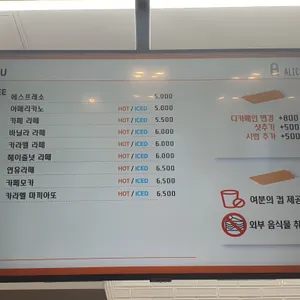 U
ALIC
CE
에스프레소 5.000
아메리카노 HOT / ICED 5.000
카페 라떼 HOT / ICED 5.500
바닐라 라떼 HOT / ICED 6.000
카라멜 라떼 HOT / ICED 6.000
헤이즐넛 라떼 HOT / ICED 6.000
연유라떼 HOT / ICED 6.500
카페모카 HOT / ICED 6.500
카라멜 마끼아또 HOT / ICED 6.500
디카페인 변경 +800
샷추가 +500
시럽 추가 +500
여분의 컵 제공
외부 음식물 취